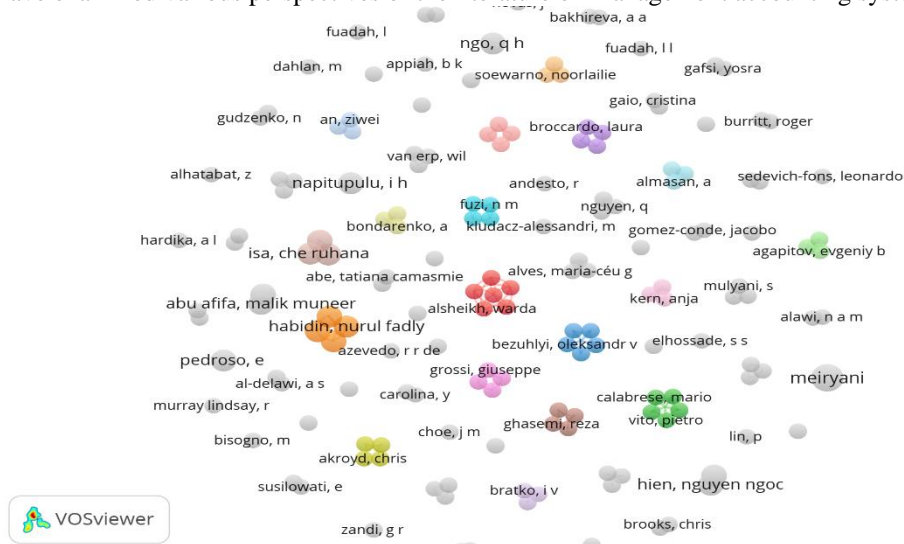 bakhireva, a a
fuadah, l
ngo, q h
fuadah, l l
dahlan, m
appiah, b k
soewarno, noorlailie
gafsi, yosra
gaio, cristina
gudzenko, n
an, ziwei
broccardo, laura
burritt, roger
van erp, wil
alhatabat, z
napitupulu, i h
andesto, r
almasan, a
sedevich-fons, leonardo
fuzi, n m
nguyen, q
bondarenko, a
kludacz-alessandri, m
gomez-conde, jacobo
hardika, a l
isa, che ruhana
agapitov, evgeniy b
abe, tatiana camasmie
alves, maria-céu g
mulyani, s
abu afifa, malik muneer
alsheikh, warda
kern, anja
alawi, n a m
habidin, nurul fadly
azevedo, r r de
bezuhlyi, oleksandr v
elhossade, s s
pedroso, e
grossi, giuseppe
meiryani
al-delawi, a s
carolina, y
calabrese, mario
murray lindsay, r
ghasemi, reza
vito, pietro
bisogno, m
choe, j m
lin, p
akroyd, chris
susilowati, e
bratko, i v
hien, nguyen ngoc
VOSviewer
zandi, g r
brooks, chris